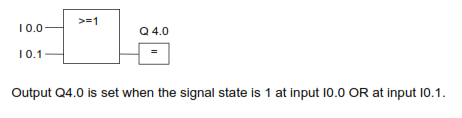 >=1
I 0.0
Q 4.0
I 0.1
=
Output Q4.0 is set when the signal state is 1 at input I0.0 OR at input I0.1.